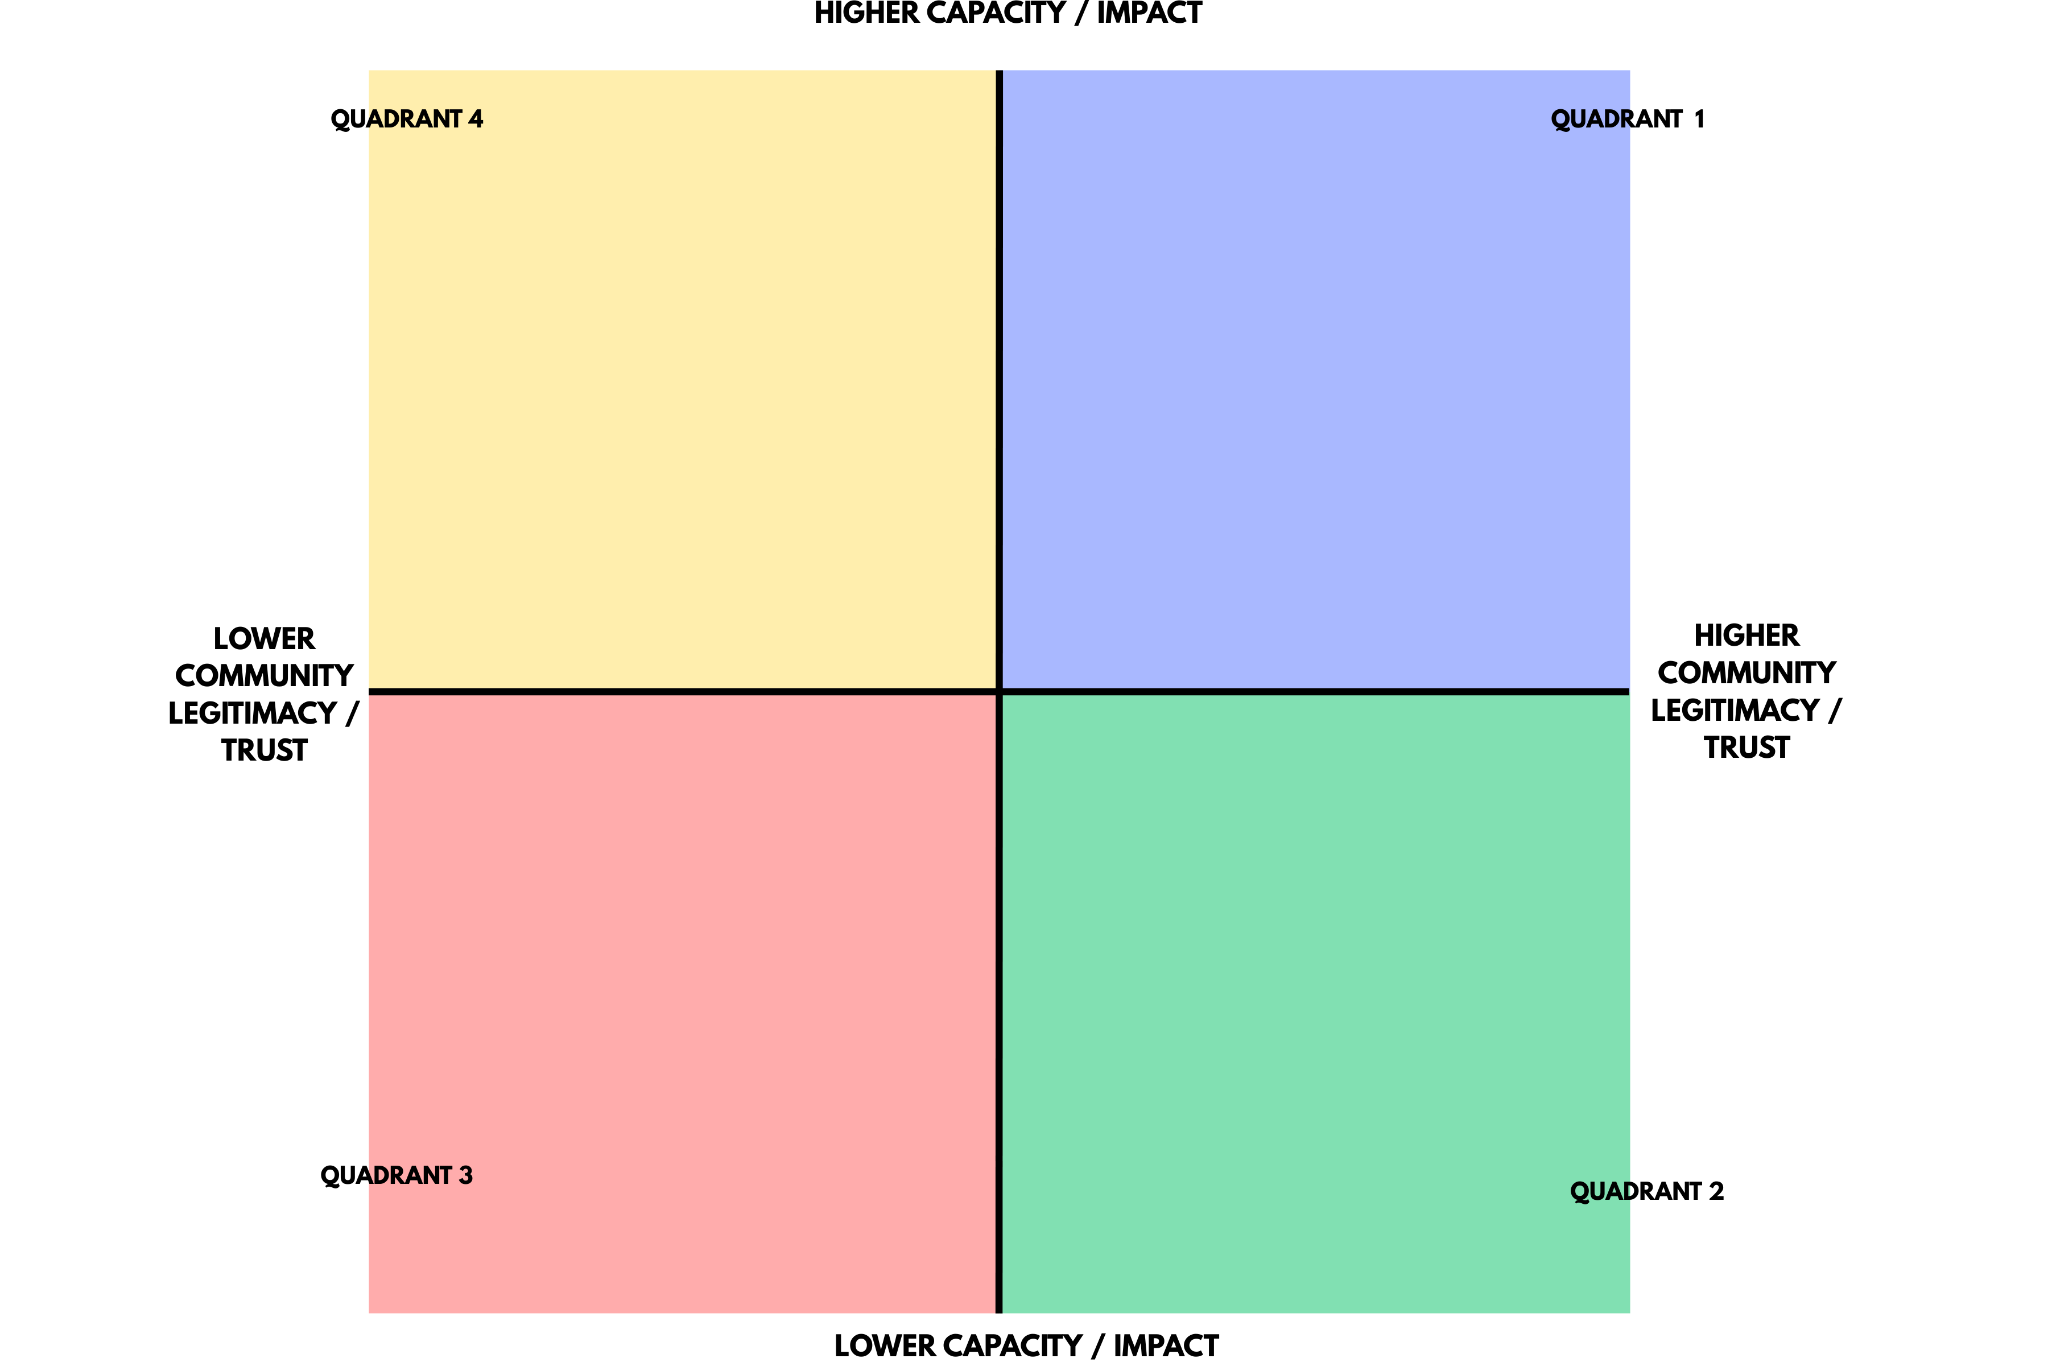 HIGHER CAPACITY / IMPACT
QUADRANT 4
QUADRANT 1
LOWER
COMMUNITY
LEGITIMACY /
TRUST
HIGHER
COMMUNITY
LEGITIMACY /
TRUST
QUADRANT 3
QUADRANT 2
LOWER CAPACITY / IMPACT